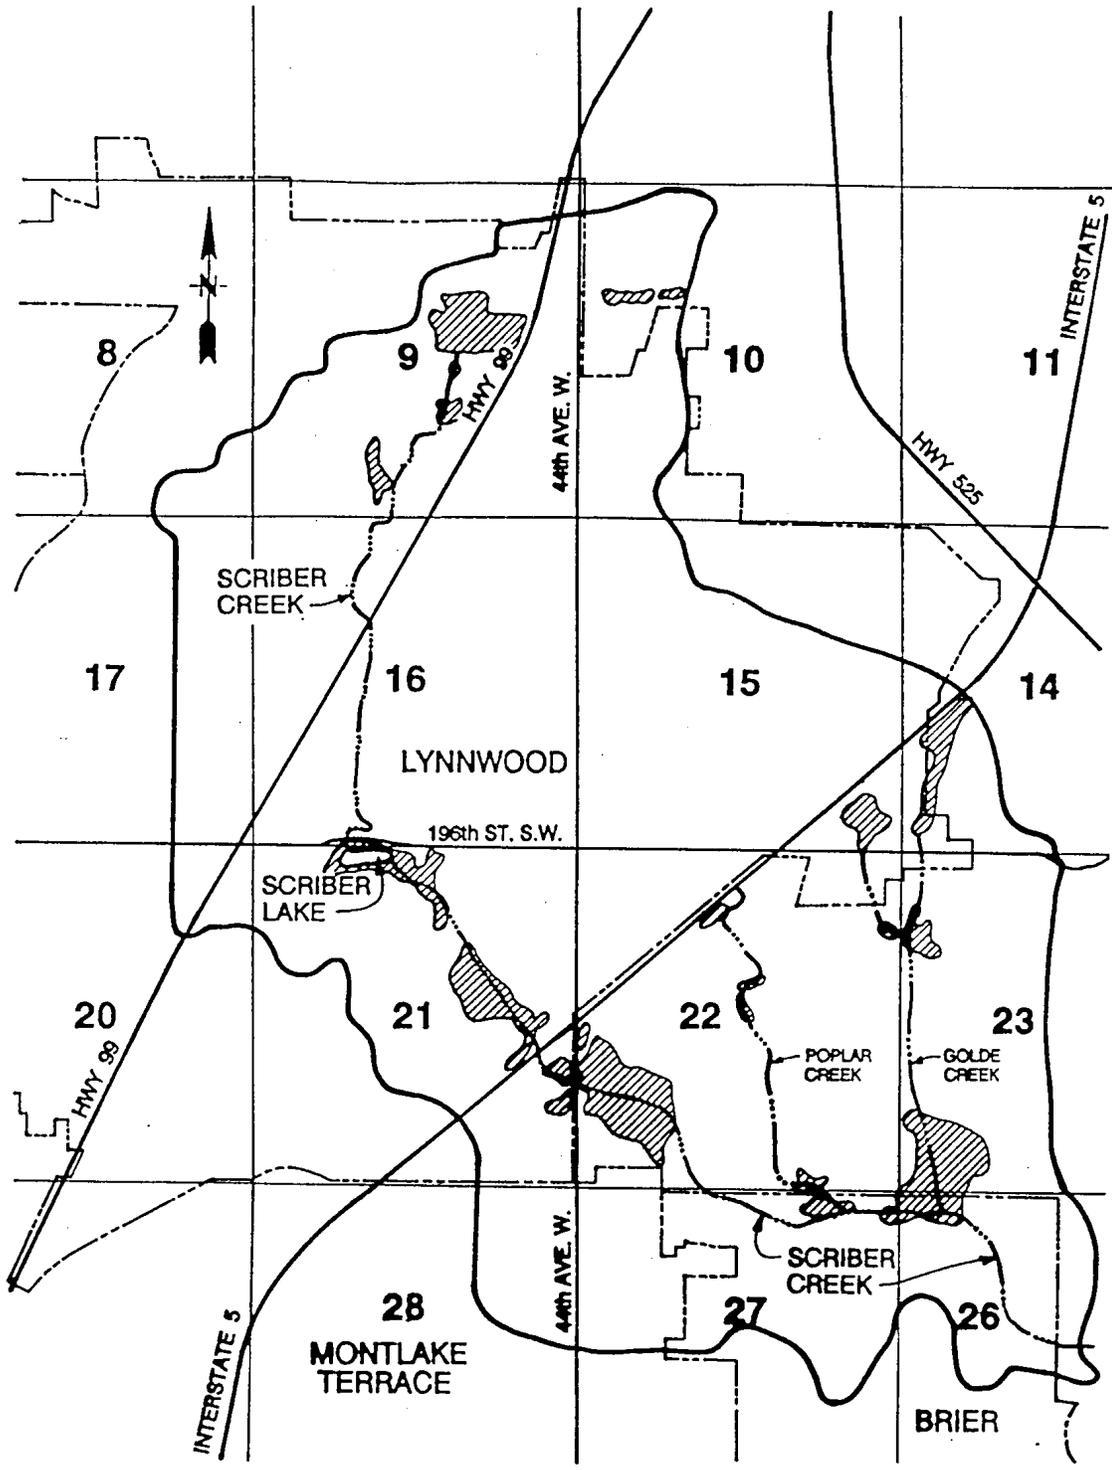 N
INTERSTATE 5
8
9
HWY 99
10
11
44th AVE. W.
HWY 525
SCRIBER
CREEK
17
16
15
14
LYNNWOOD
196th ST. S.W.
SCRIBER
LAKE
20
21
22
23
HWY 99
POPLAR
CREEK
GOLDE
CREEK
SCRIBER
CREEK
44th AVE. W.
28
27
26
INTERSTATE 5
MONTLAKE
TERRACE
BRIER